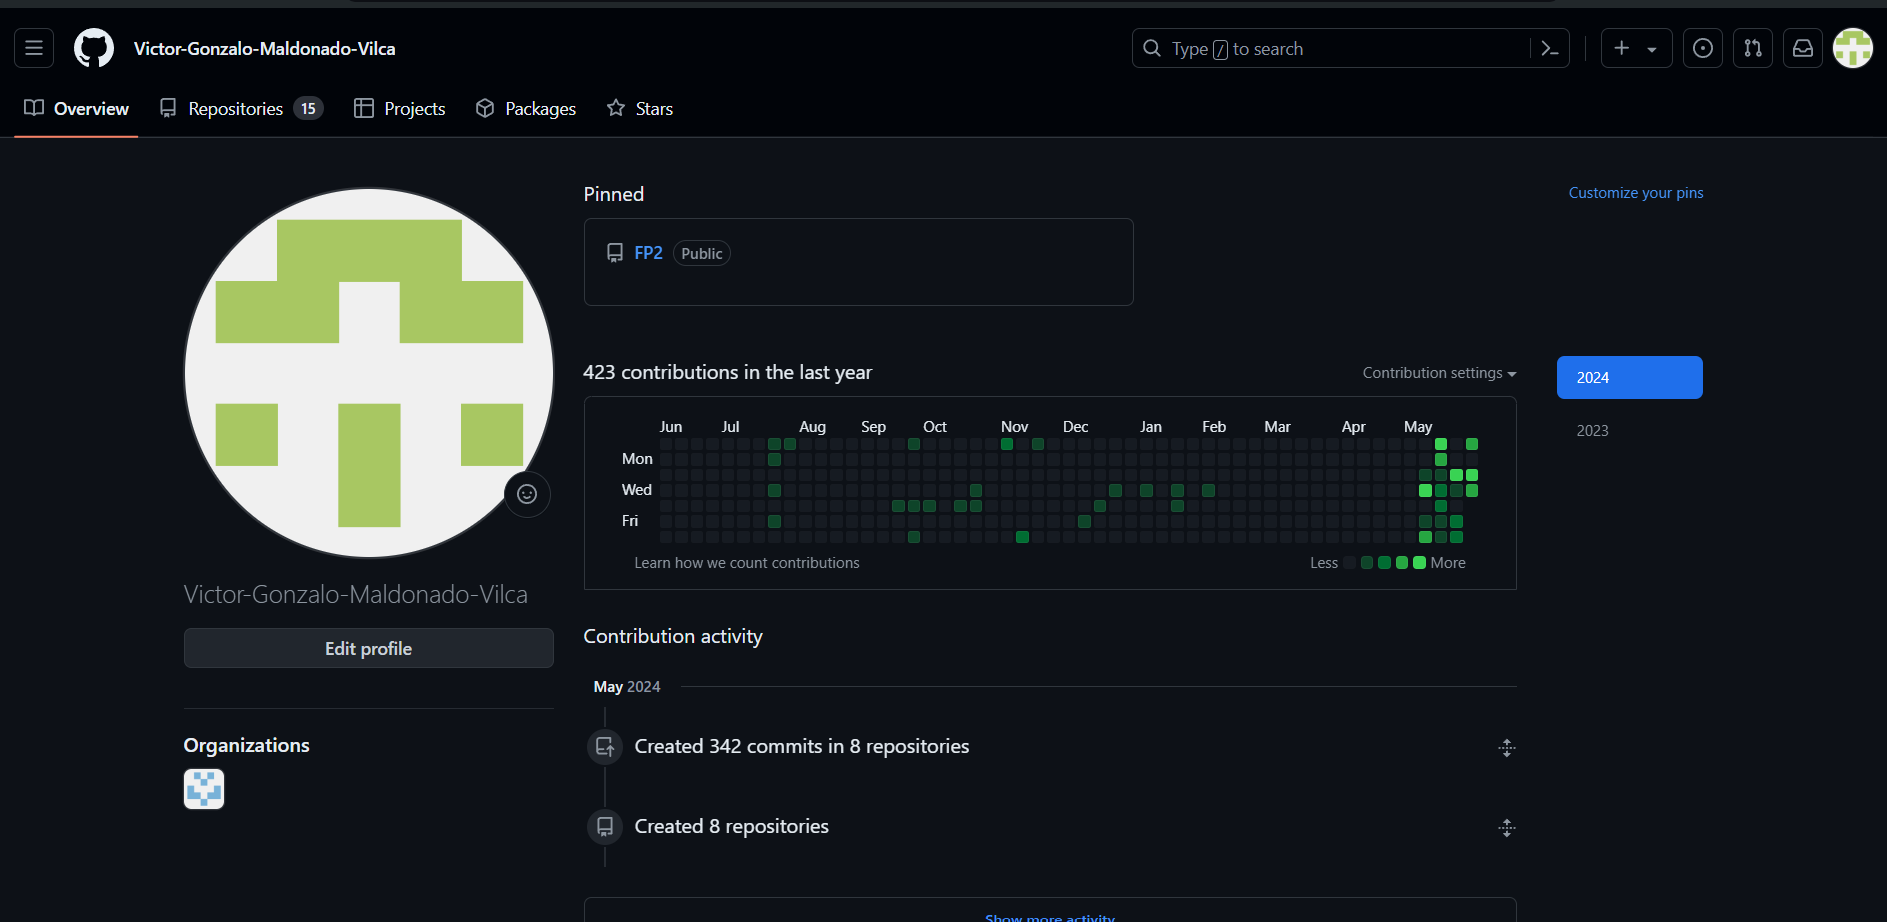 Victor-Gonzalo-Maldonado-Vilca
Type / to search
Overview
Repositories 15
Projects
Packages
Stars
Pinned
Customize your pins
FP2 Public
423 contributions in the last year
Contribution settings
2024
2023
Jun Jul Aug Sep Oct Nov Dec Jan Feb Mar Apr May
Mon
Wed
Fri
Learn how we count contributions
Less More
Victor-Gonzalo-Maldonado-Vilca
Edit profile
Organizations
Contribution activity
May 2024
Created 342 commits in 8 repositories
Created 8 repositories
Show more activity